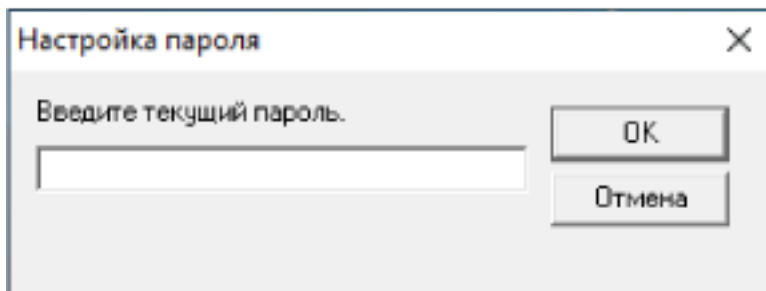 Настройка пароля
Введите текущий пароль.
OK
Отмена